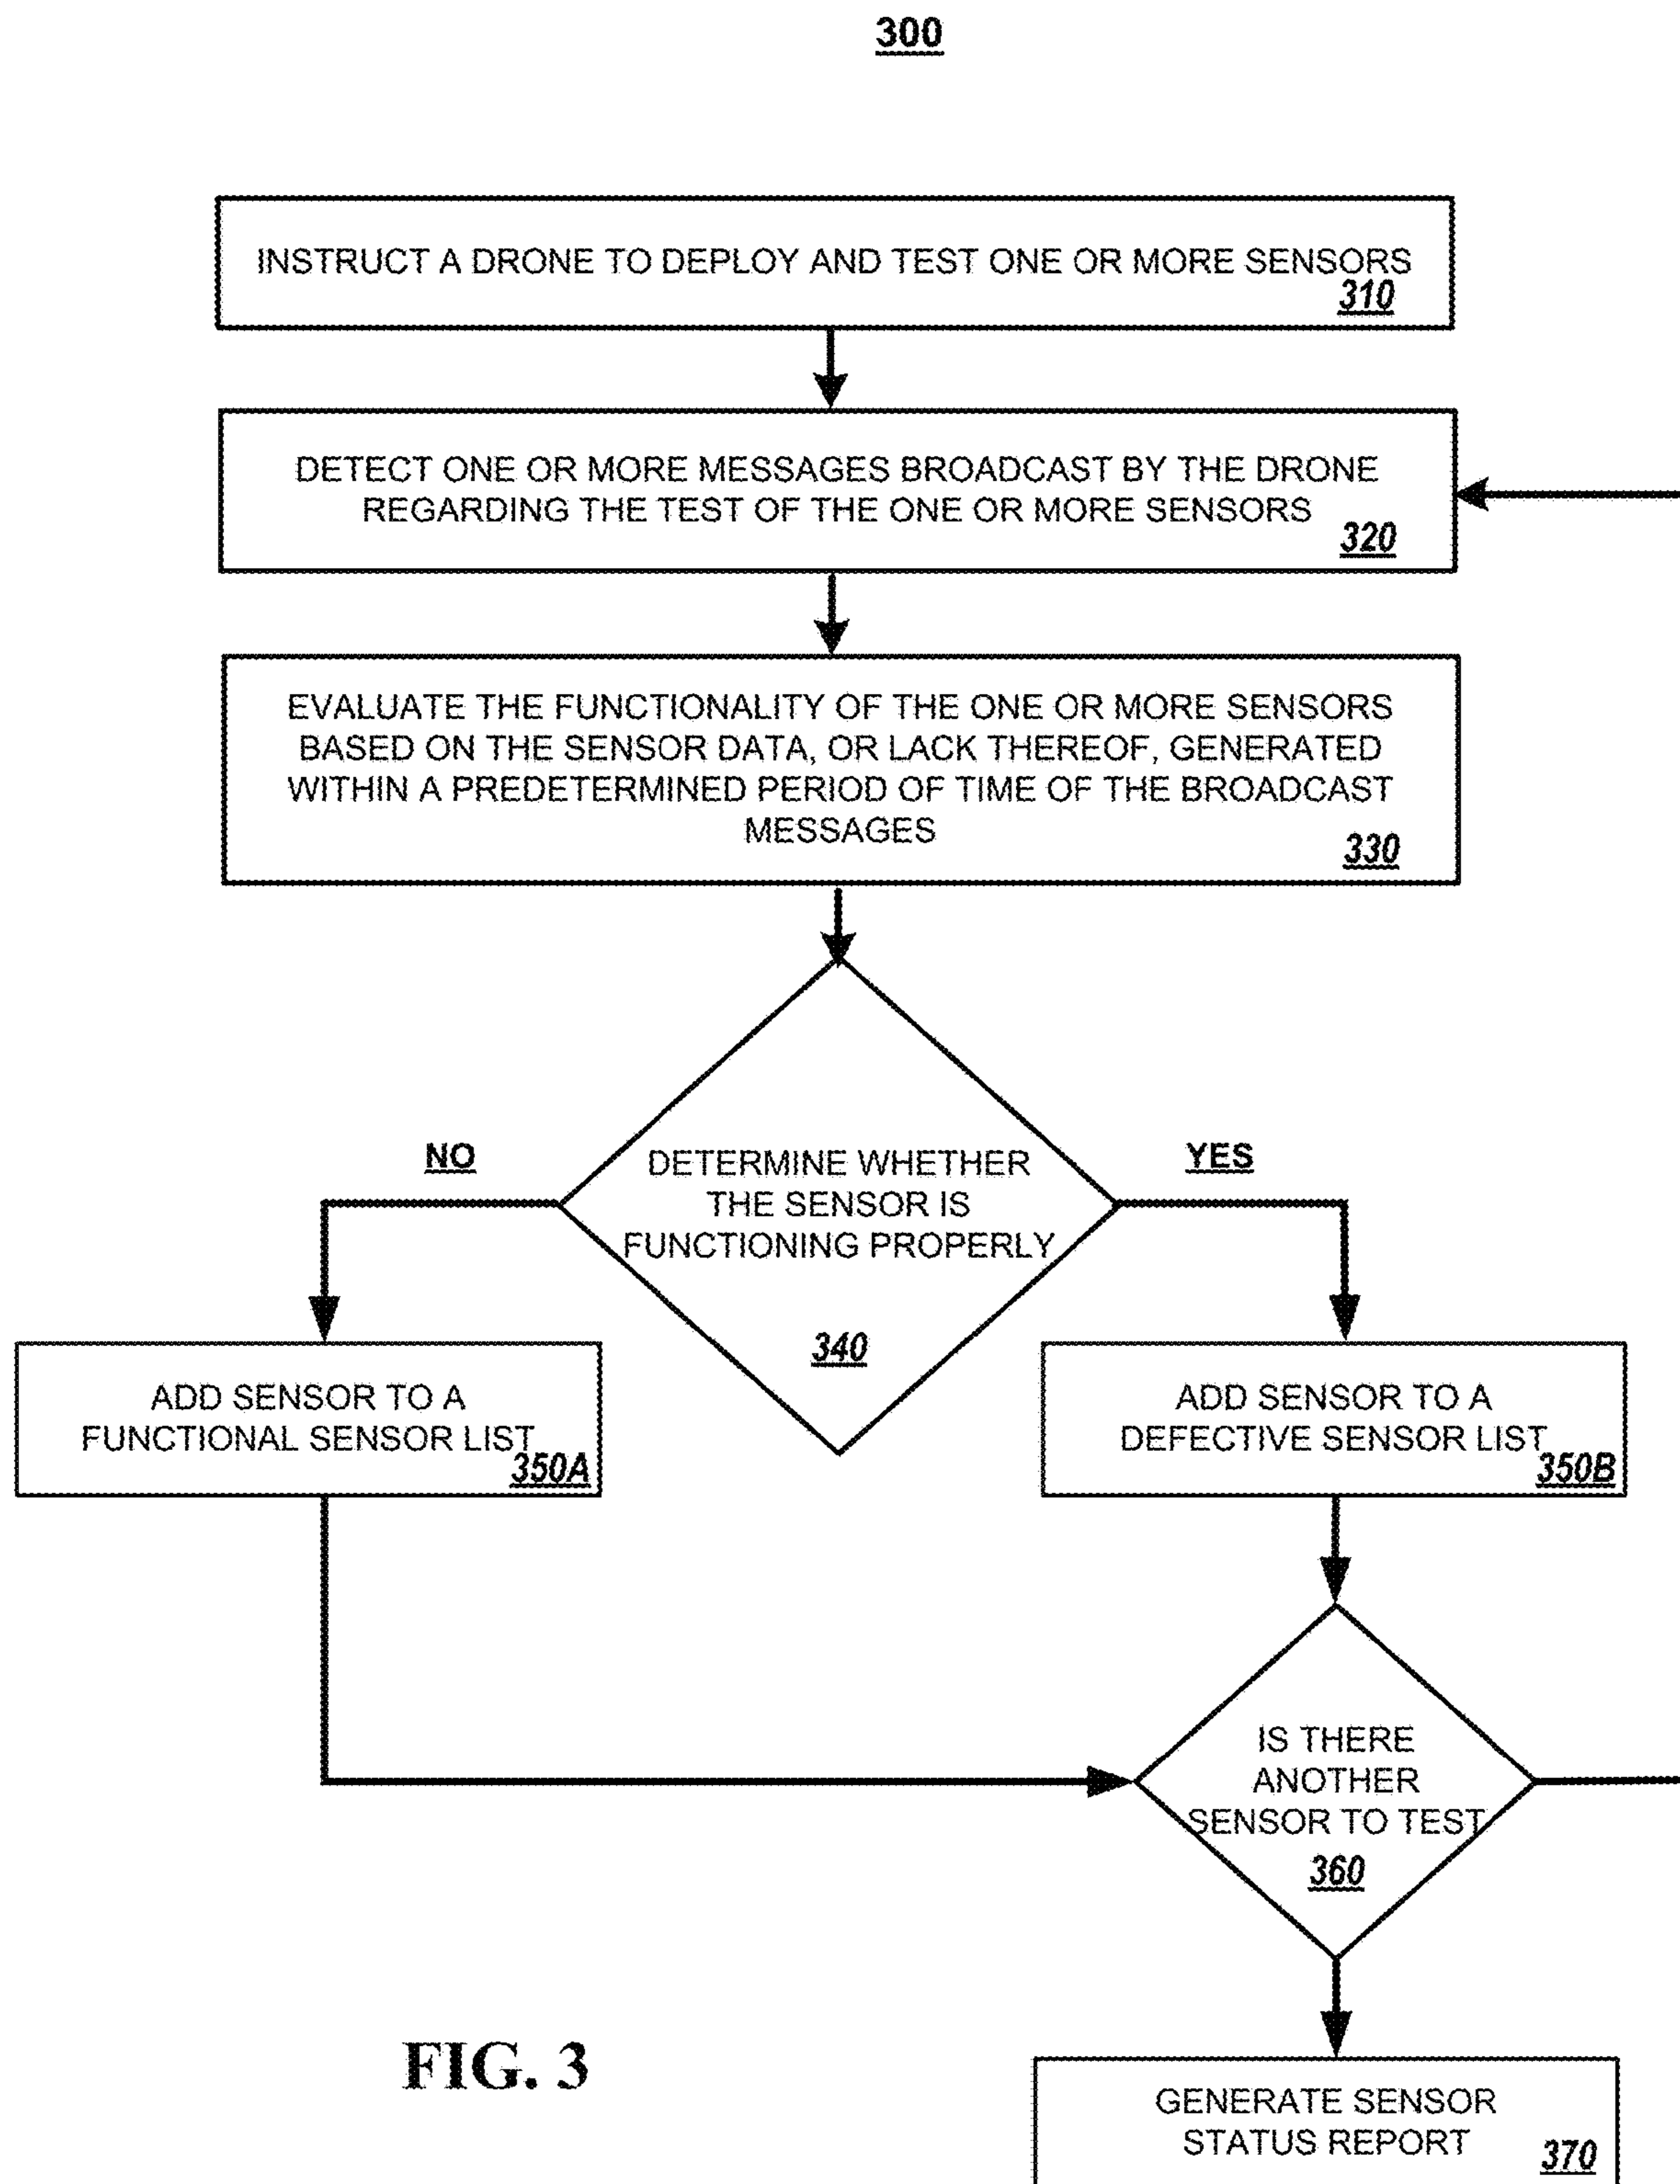 300
INSTRUCT A DRONE TO DEPLOY AND TEST ONE OR MORE SENSORS
310
DETECT ONE OR MORE MESSAGES BROADCAST BY THE DRONE
REGARDING THE TEST OF THE ONE OR MORE SENSORS
320
EVALUATE THE FUNCTIONALITY OF THE ONE OR MORE SENSORS
BASED ON THE SENSOR DATA, OR LACK THEREOF, GENERATED
WITHIN A PREDETERMINED PERIOD OF TIME OF THE BROADCAST
MESSAGES
330
NO
YES
DETERMINE WHETHER
THE SENSOR IS
FUNCTIONING PROPERLY
340
ADD SENSOR TO A
FUNCTIONAL SENSOR LIST
350A
ADD SENSOR TO A
DEFECTIVE SENSOR LIST
350B
IS THERE
ANOTHER
SENSOR TO TEST
360
FIG. 3
GENERATE SENSOR
STATUS REPORT
370